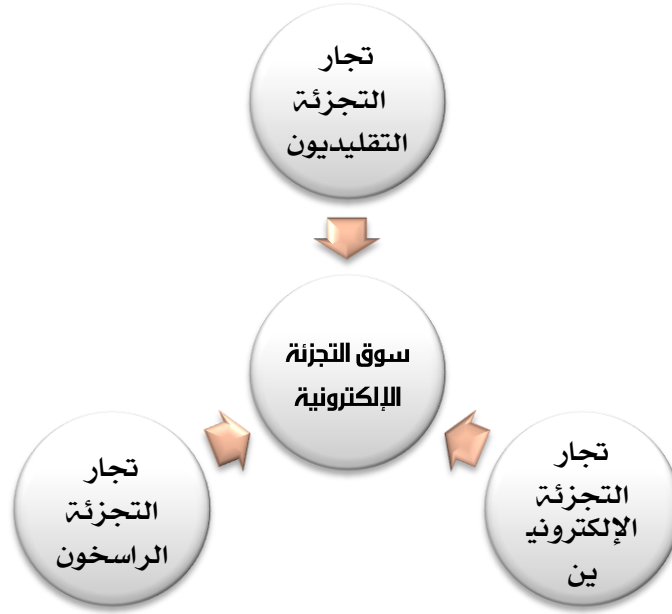 تجار
التجزئة
التقليديون
سوق التجزئة
الإلكترونية
تجار
التجزئة
الإلكتروني
ين
تجار
التجزئة
الراسخون